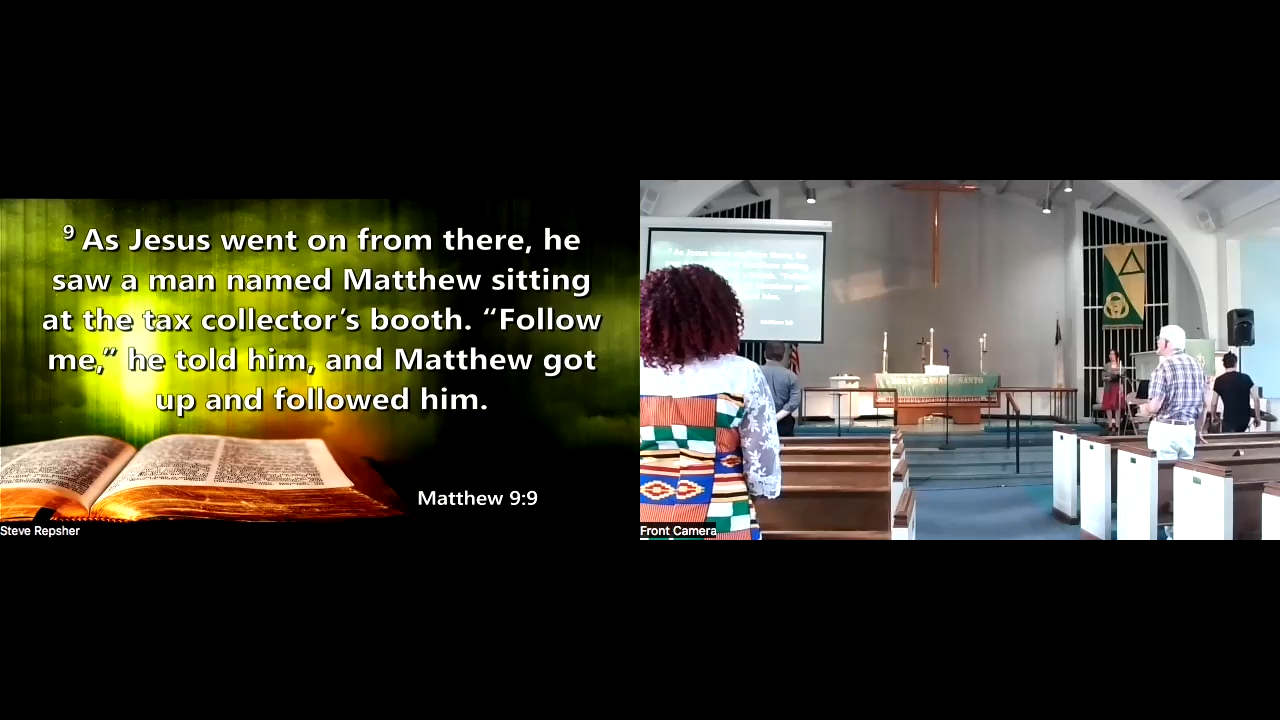 9 As Jesus went on from there, he
saw a man named Matthew sitting
at the tax collector’s booth. “Follow
me,” he told him, and Matthew got
up and followed him.
Matthew 9:9
Steve Repsher
Front Camera